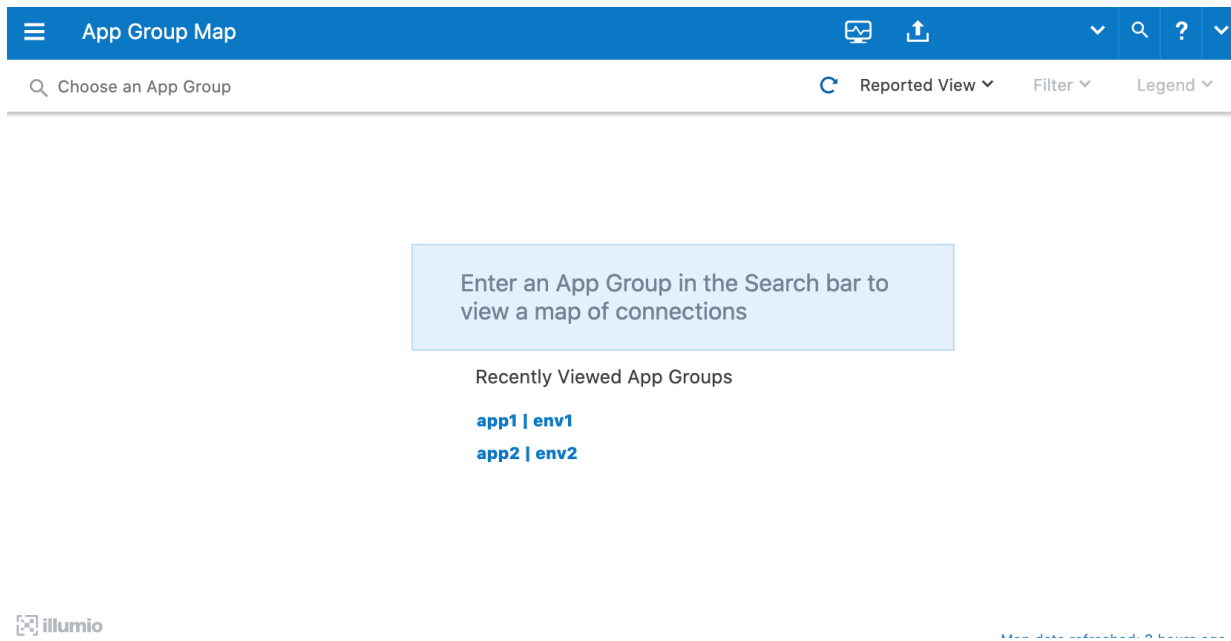 App Group Map
?
Choose an App Group
Reported View
Filter
Legend
Enter an App Group in the Search bar to
view a map of connections
Recently Viewed App Groups
app1 | env1
app2 | env2
illumio